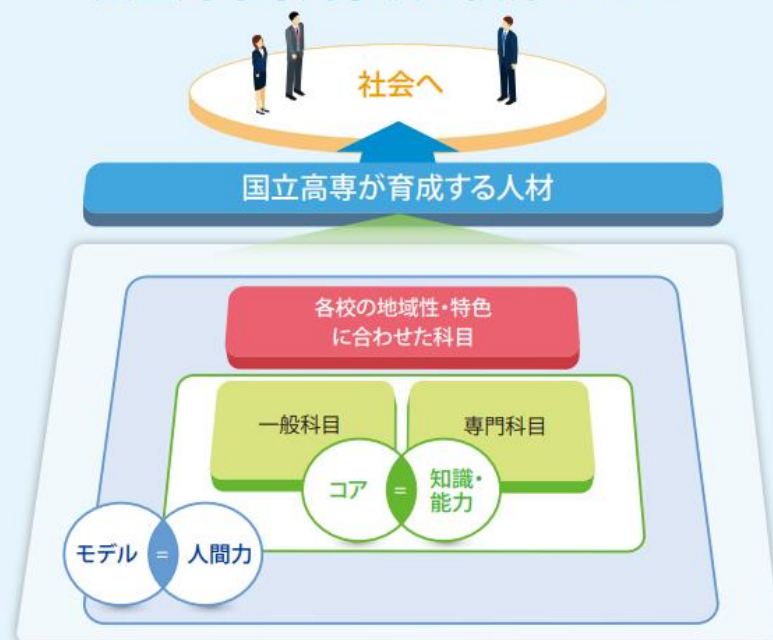 社会へ
国立高専が育成する人材
各校の地域性・特色
に合わせた科目
一般科目
専門科目
コア
=
知識・
能力
モデル
=
人間力